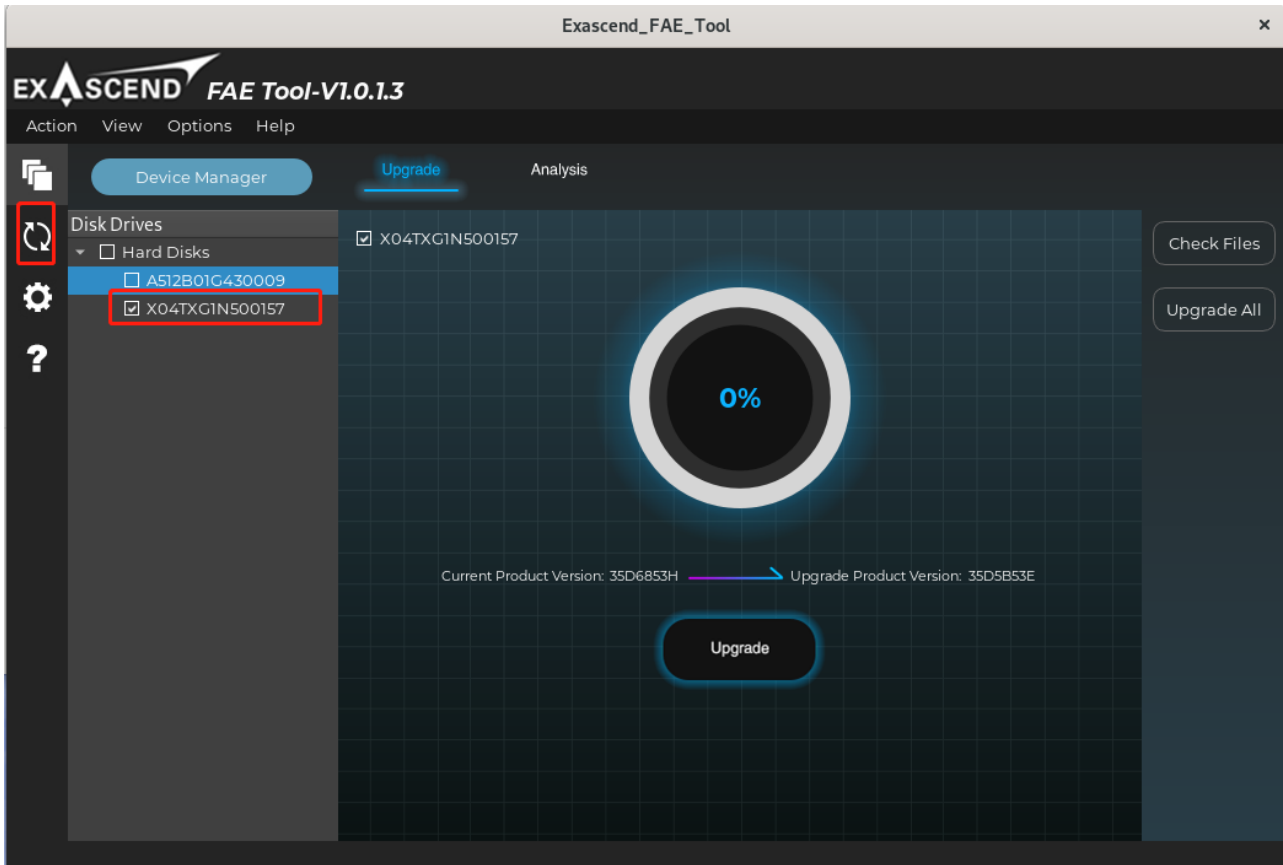 Exascend_FAE_Tool
×
EXASCEND FAE Tool-V1.0.1.3
Action View Options Help
Device Manager
Upgrade Analysis
Disk Drives
Hard Disks
A512B01G430009
X04TXG1N500157
X04TXG1N500157
0%
Current Product Version: 35D6853H
Upgrade Product Version: 35D5B53E
Upgrade
Check Files
Upgrade All
?